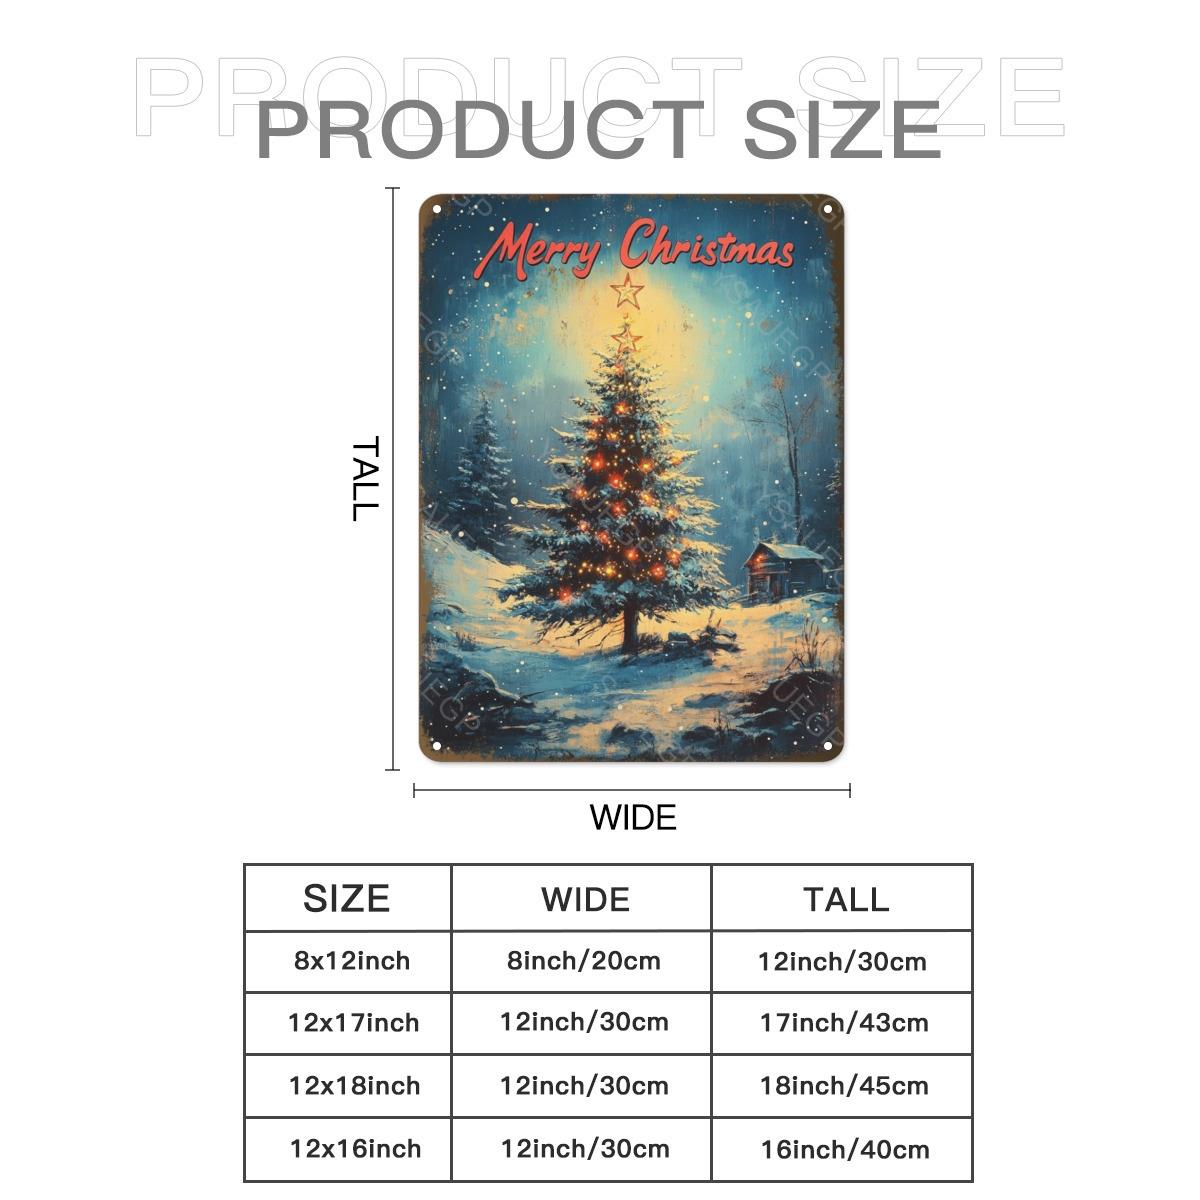 PRODUCT SIZE
PRODUCT SIZE
Merry Christmas
TALL
WIDE
SIZE WIDE TALL
8x12inch 8inch/20cm 12inch/30cm
12x17inch 12inch/30cm 17inch/43cm
12x18inch 12inch/30cm 18inch/45cm
12x16inch 12inch/30cm 16inch/40cm